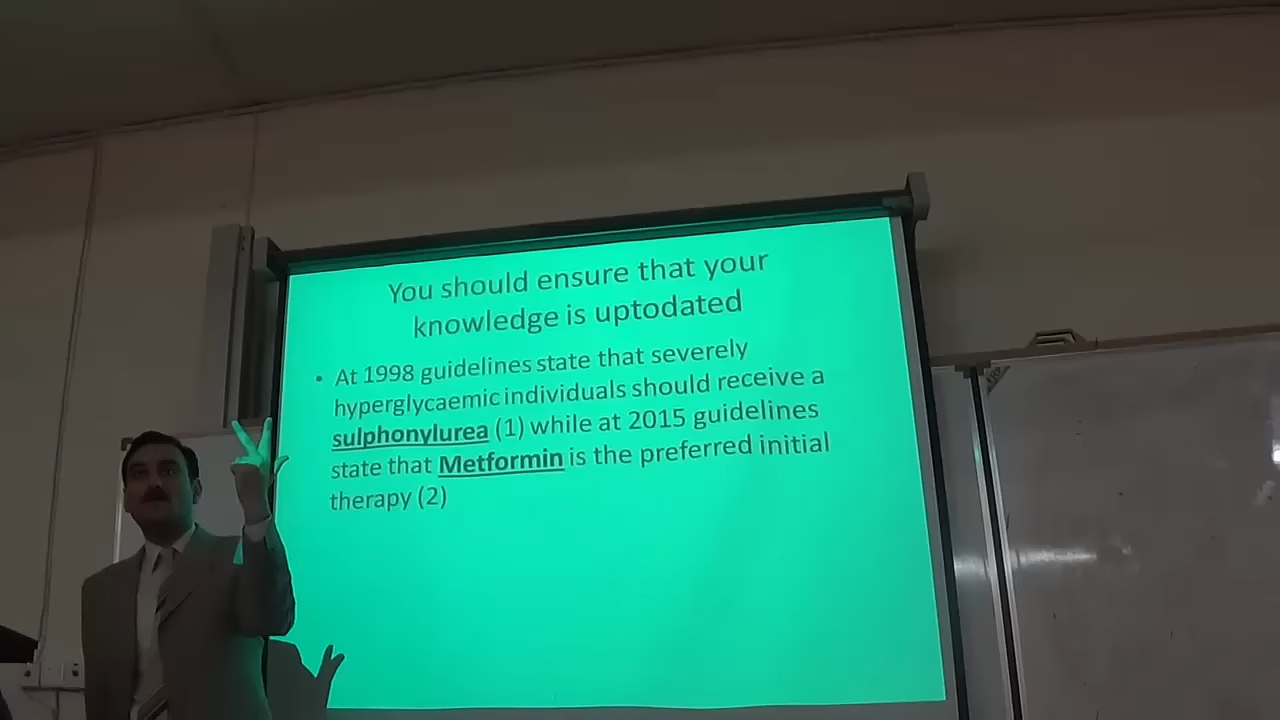 You should ensure that your
knowledge is uptodated
• At 1998 guidelines state that severely
hyperglycaemic individuals should receive a
sulphonylurea (1) while at 2015 guidelines
state that Metformin is the preferred initial
therapy (2)